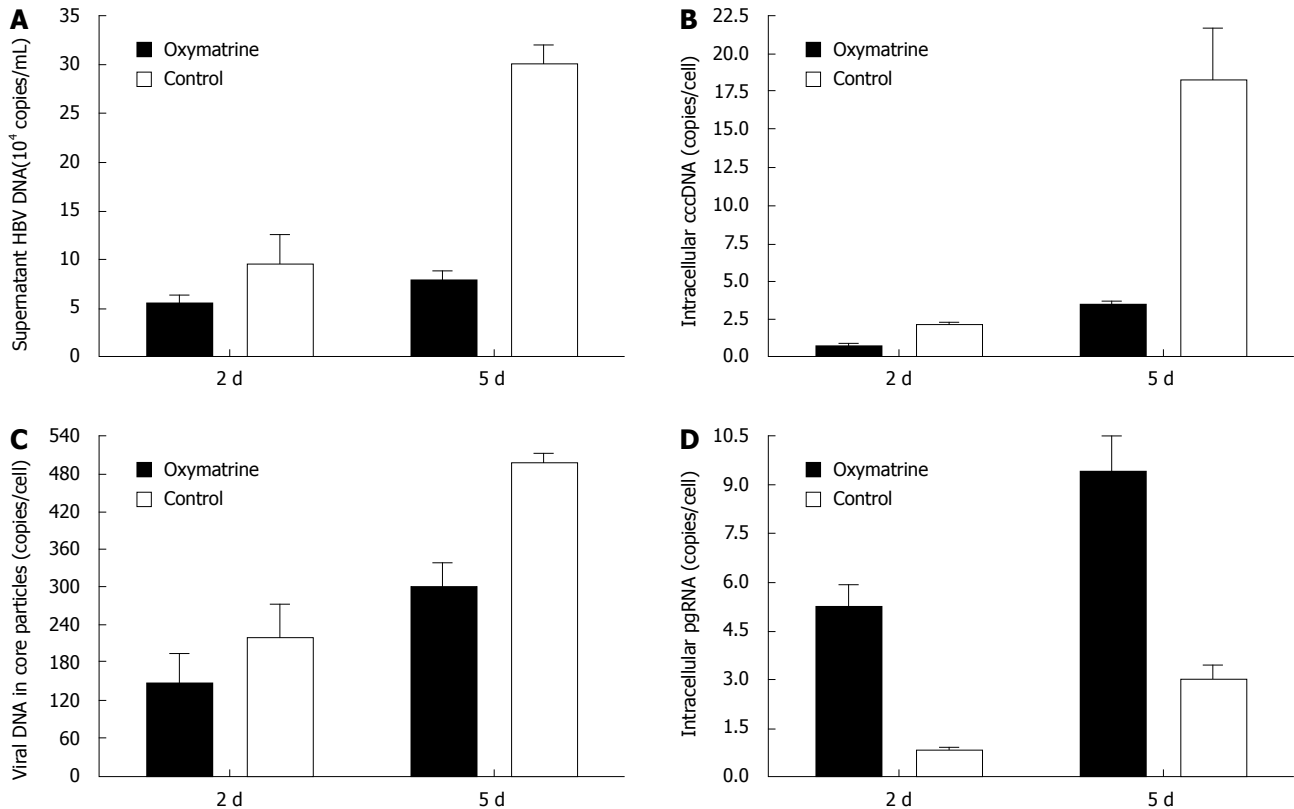 A
Supernatant HBV DNA(10⁴ copies/mL)
35
30
25
20
15
10
5
0
Oxymatrine
Control
2 d
5 d
B
Intracellular cccDNA (copies/cell)
22.5
20.0
17.5
15.0
12.5
10.0
7.5
5.0
2.5
0.0
Oxymatrine
Control
2 d
5 d
C
Viral DNA in core particles (copies/cell)
540
480
420
360
300
240
180
120
60
0
Oxymatrine
Control
2 d
5 d
D
Intracellular pgRNA (copies/cell)
10.5
9.0
7.5
6.0
4.5
3.0
1.5
0.0
Oxymatrine
Control
2 d
5 d